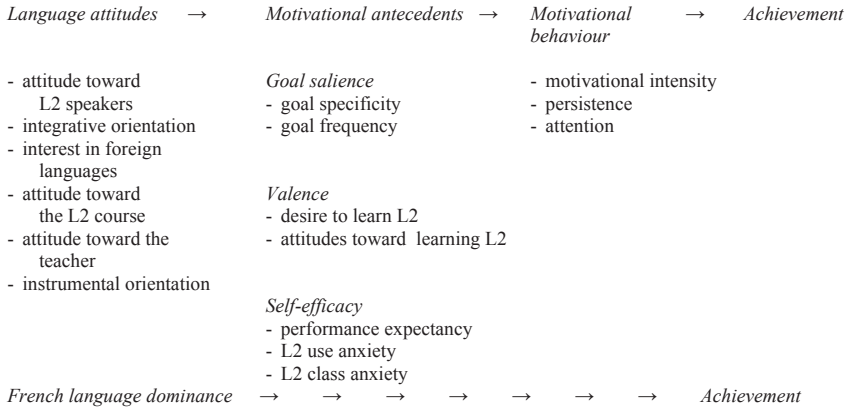 Language attitudes → Motivational antecedents → Motivational behaviour → Achievement
- attitude toward L2 speakers
- integrative orientation
- interest in foreign languages
- attitude toward the L2 course
- attitude toward the teacher
- instrumental orientation
Goal salience
- goal specificity
- goal frequency
Valence
- desire to learn L2
- attitudes toward learning L2
Self-efficacy
- performance expectancy
- L2 use anxiety
- L2 class anxiety
- motivational intensity
- persistence
- attention
French language dominance → → → → → → → Achievement